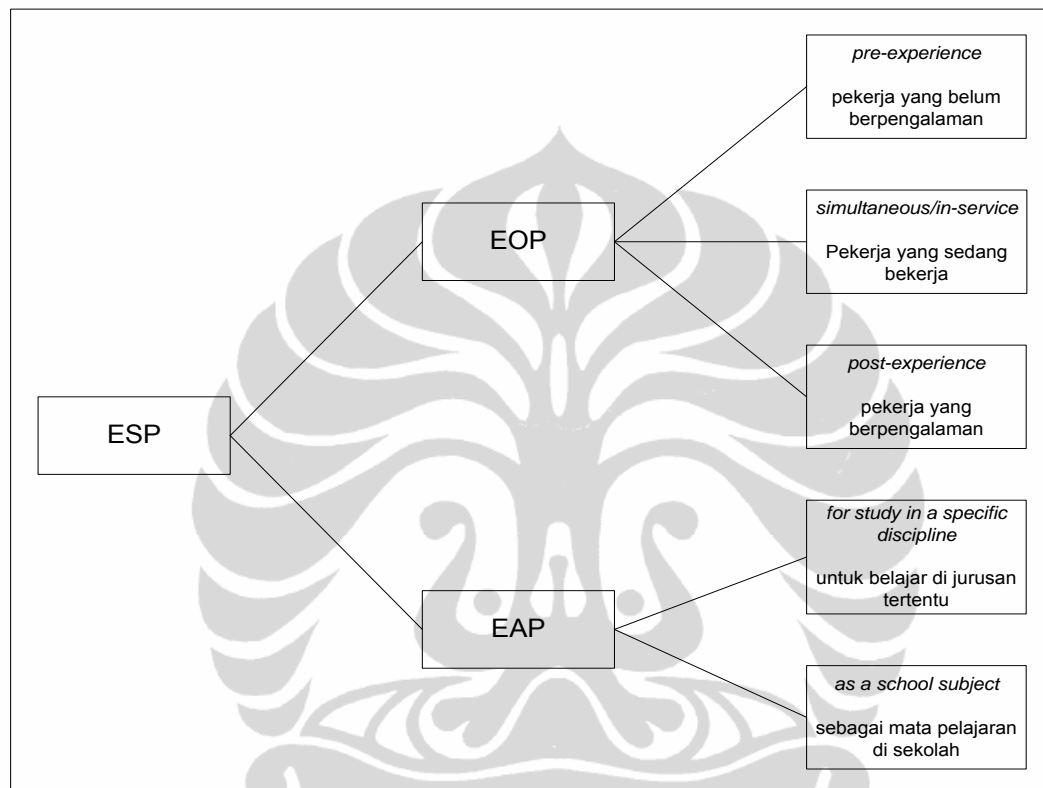 pre-experience
pekerja yang belum
berpengalaman
simultaneous/in-service
Pekerja yang sedang
bekerja
EOP
post-experience
pekerja yang
berpengalaman
ESP
for study in a specific
discipline
untuk belajar di jurusan
tertentu
EAP
as a school subject
sebagai mata pelajaran
di sekolah